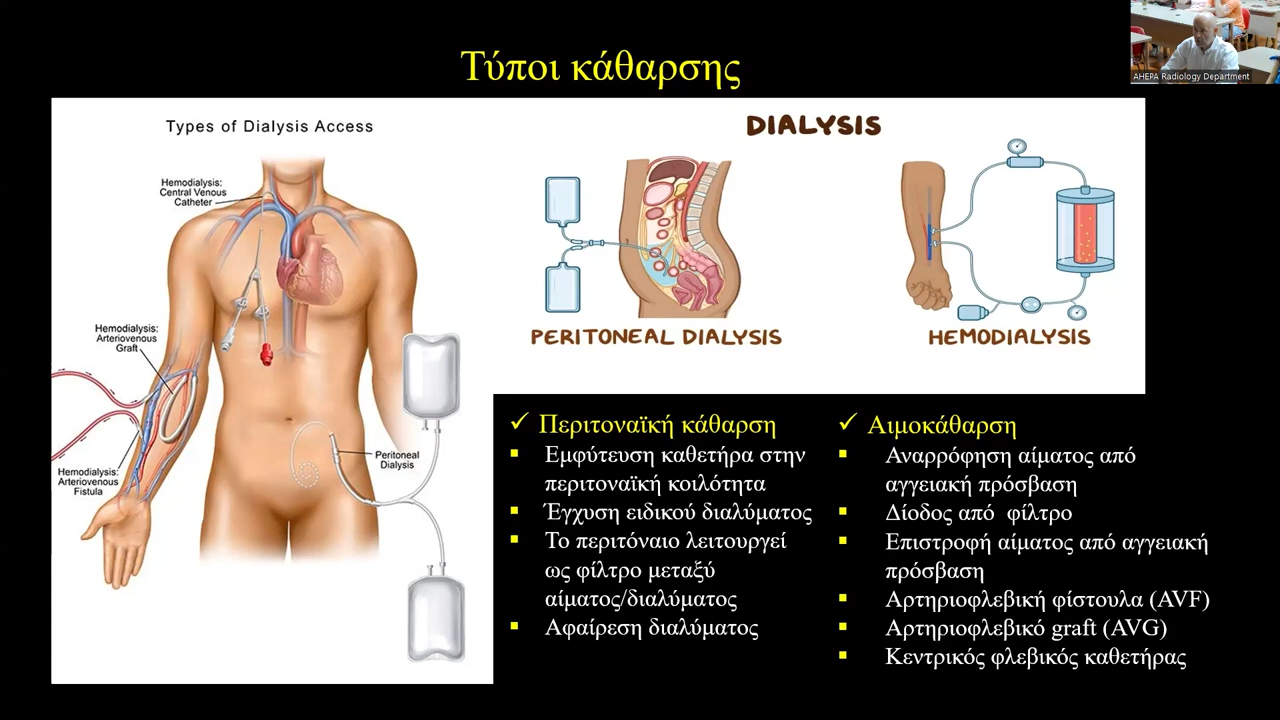 Τύποι κάθαρσης
AHEPA Radiology Department
Types of Dialysis Access
Hemodialysis:
Central Venous
Catheter
Hemodialysis:
Arteriovenous
Graft
Hemodialysis:
Arteriovenous
Fistula
Peritoneal
Dialysis
DIALYSIS
PERITONEAL DIALYSIS
HEMODIALYSIS
✓ Περιτοναϊκή κάθαρση
▪ Εμφύτευση καθετήρα στην
περιτοναϊκή κοιλότητα
▪ Έγχυση ειδικού διαλύματος
▪ Το περιτόναιο λειτουργεί
ως φίλτρο μεταξύ
αίματος/διαλύματος
▪ Αφαίρεση διαλύματος
✓ Αιμοκάθαρση
▪ Αναρρόφηση αίματος από
αγγειακή πρόσβαση
▪ Δίοδος από φίλτρο
▪ Επιστροφή αίματος από αγγειακή
πρόσβαση
▪ Αρτηριοφλεβική φίστουλα (AVF)
▪ Αρτηριοφλεβικό graft (AVG)
▪ Κεντρικός φλεβικός καθετήρας